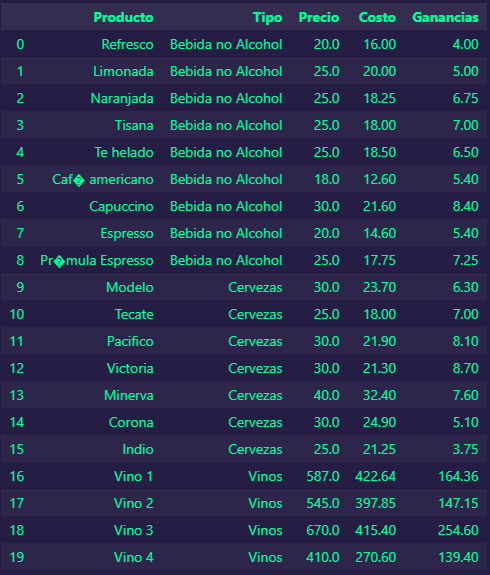 Producto Tipo Precio Costo Ganancias
0 Refresco Bebida no Alcohol 20.0 16.00 4.00
1 Limonada Bebida no Alcohol 25.0 20.00 5.00
2 Naranjada Bebida no Alcohol 25.0 18.25 6.75
3 Tisana Bebida no Alcohol 25.0 18.00 7.00
4 Te helado Bebida no Alcohol 25.0 18.50 6.50
5 Caf� americano Bebida no Alcohol 18.0 12.60 5.40
6 Capuccino Bebida no Alcohol 30.0 21.60 8.40
7 Espresso Bebida no Alcohol 20.0 14.60 5.40
8 Pr�mula Espresso Bebida no Alcohol 25.0 17.75 7.25
9 Modelo Cervezas 30.0 23.70 6.30
10 Tecate Cervezas 25.0 18.00 7.00
11 Pacifico Cervezas 30.0 21.90 8.10
12 Victoria Cervezas 30.0 21.30 8.70
13 Minerva Cervezas 40.0 32.40 7.60
14 Corona Cervezas 30.0 24.90 5.10
15 Indio Cervezas 25.0 21.25 3.75
16 Vino 1 Vinos 587.0 422.64 164.36
17 Vino 2 Vinos 545.0 397.85 147.15
18 Vino 3 Vinos 670.0 415.40 254.60
19 Vino 4 Vinos 410.0 270.60 139.40